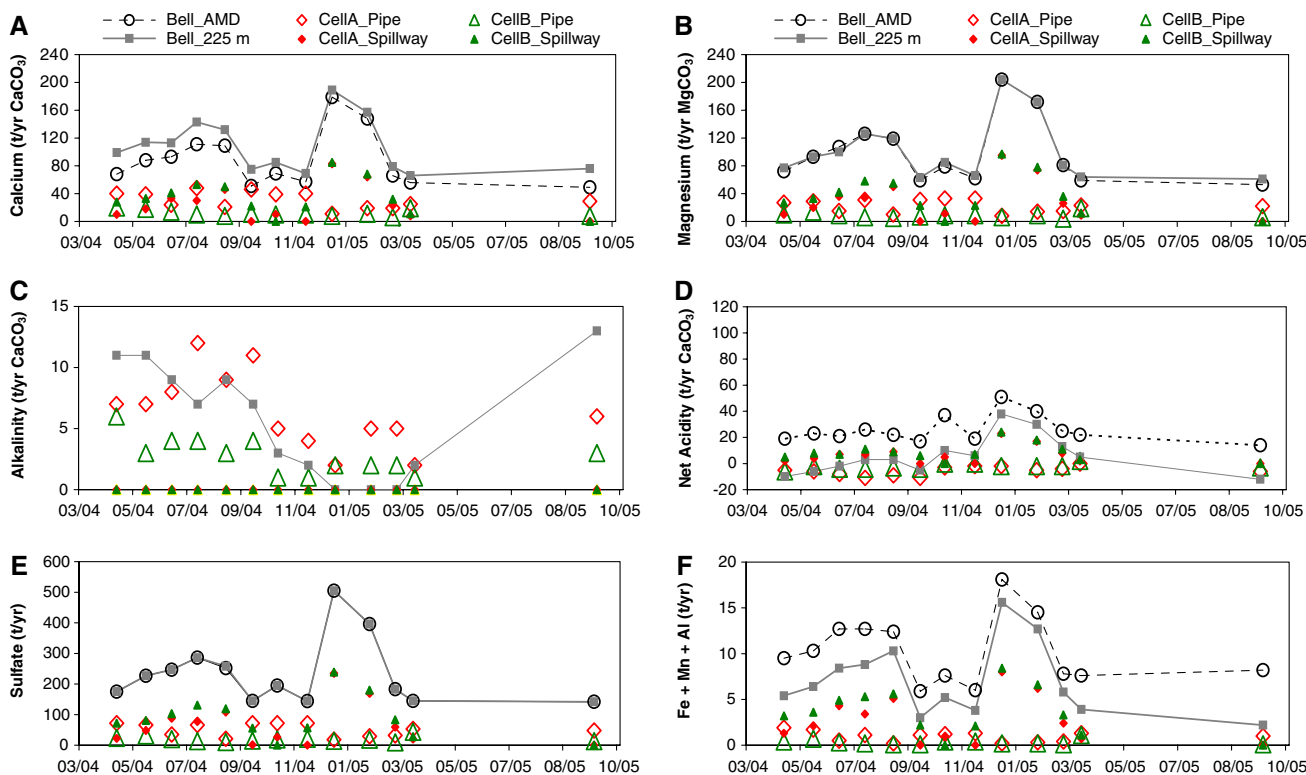 A
Bell_AMD CellA_Pipe CellB_Pipe
Bell_225 m CellA_Spillway CellB_Spillway
Calcium (t/yr CaCO₃)
240
200
160
120
80
40
0
03/04 05/04 07/04 09/04 11/04 01/05 03/05 05/05 07/05 09/05 10/05
B
Bell_AMD CellA_Pipe CellB_Pipe
Bell_225 m CellA_Spillway CellB_Spillway
Magnesium (t/yr MgCO₃)
240
200
160
120
80
40
0
03/04 05/04 07/04 09/04 11/04 01/05 03/05 05/05 07/05 08/05 10/05
C
Alkalinity (t/yr CaCO₃)
15
10
5
0
03/04 05/04 07/04 09/04 11/04 01/05 03/05 05/05 07/05 08/05 10/05
D
Net Acidity (t/yr CaCO₃)
120
100
80
60
40
20
0
-20
03/04 05/04 07/04 09/04 11/04 01/05 03/05 05/05 07/05 08/05 10/05
E
Sulfate (t/yr)
600
500
400
300
200
100
0
03/04 05/04 07/04 09/04 11/04 01/05 03/05 05/05 07/05 08/05 10/05
F
Fe + Mn + Al (t/yr)
20
15
10
5
0
03/04 05/04 07/04 09/04 11/04 01/05 03/05 05/05 07/05 08/05 10/05